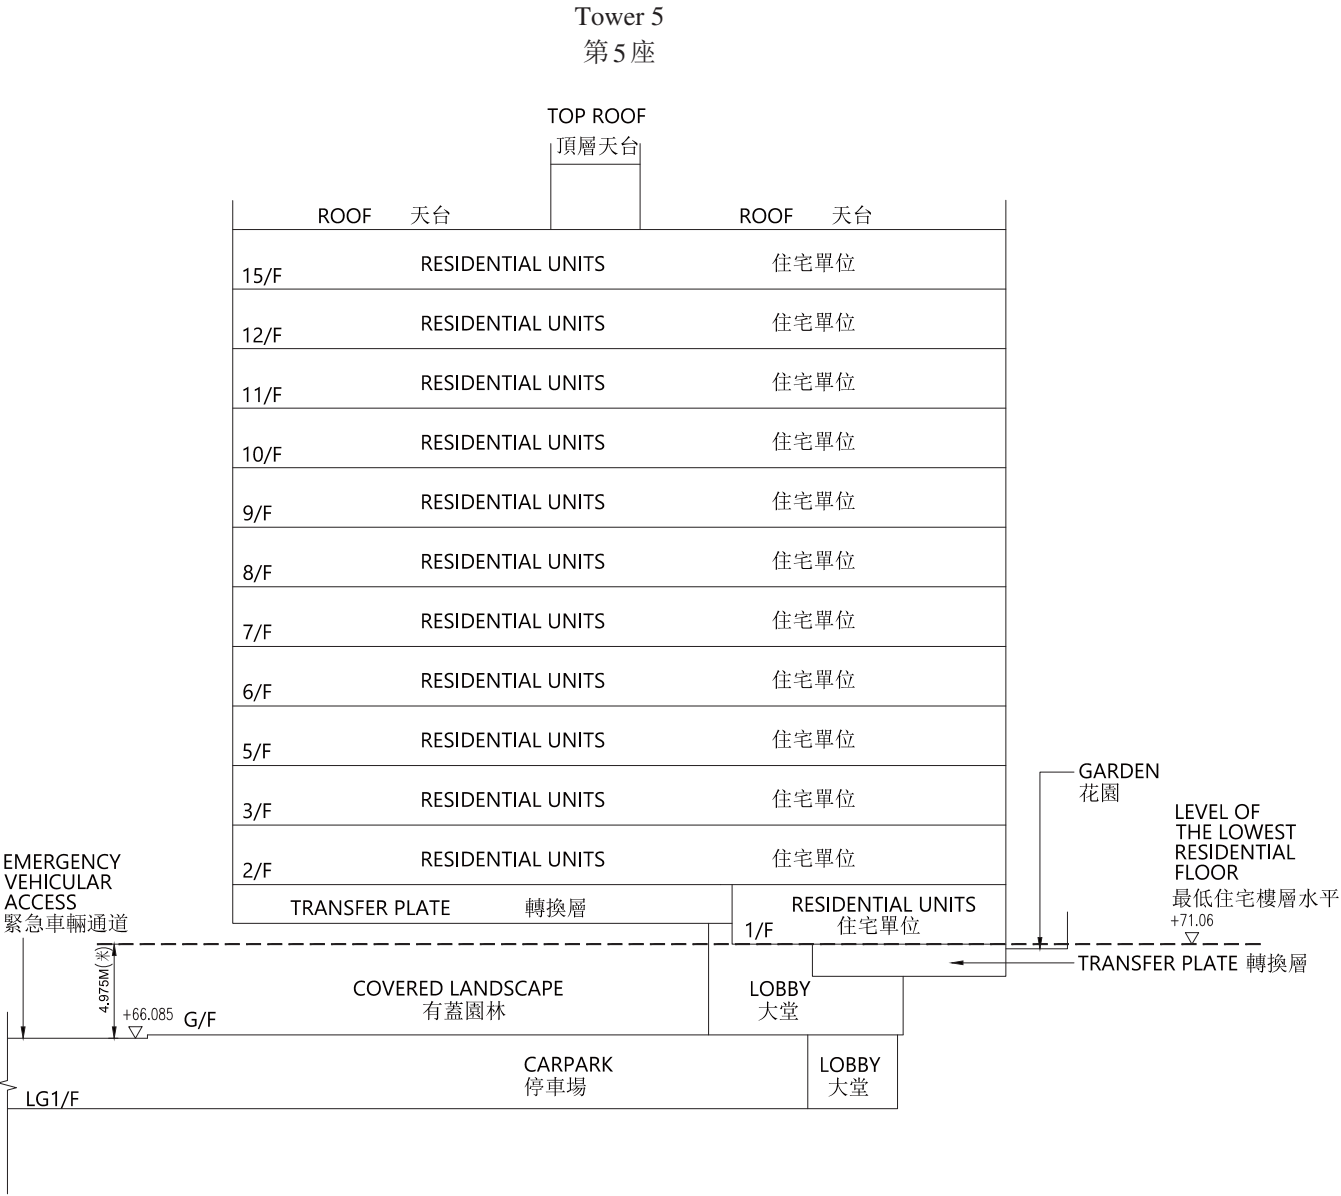 Tower 5
第5座
TOP ROOF
頂層天台
ROOF 天台
ROOF 天台
15/F RESIDENTIAL UNITS 住宅單位
12/F RESIDENTIAL UNITS 住宅單位
11/F RESIDENTIAL UNITS 住宅單位
10/F RESIDENTIAL UNITS 住宅單位
9/F RESIDENTIAL UNITS 住宅單位
8/F RESIDENTIAL UNITS 住宅單位
7/F RESIDENTIAL UNITS 住宅單位
6/F RESIDENTIAL UNITS 住宅單位
5/F RESIDENTIAL UNITS 住宅單位
3/F RESIDENTIAL UNITS 住宅單位
2/F RESIDENTIAL UNITS 住宅單位
GARDEN
花園
LEVEL OF
THE LOWEST
RESIDENTIAL
FLOOR
最低住宅樓層水平
+71.06
EMERGENCY
VEHICULAR
ACCESS
緊急車輛通道
TRANSFER PLATE 轉換層
RESIDENTIAL UNITS
住宅單位
1/F
TRANSFER PLATE 轉換層
4.975M(米)
+66.085
G/F
COVERED LANDSCAPE
有蓋園林
LOBBY
大堂
CARPARK
停車場
LOBBY
大堂
LG1/F